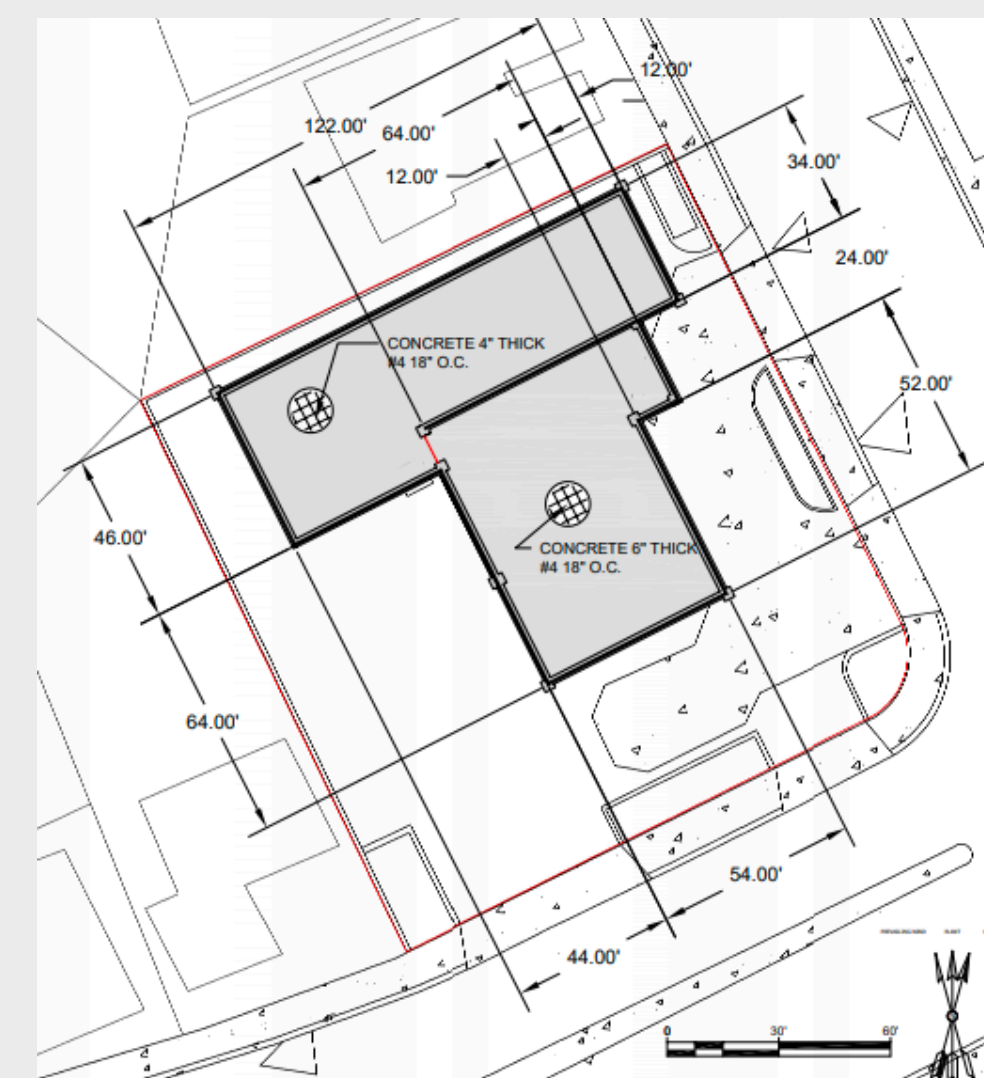 12.00'
122.00'
64.00'
12.00'
34.00'
24.00'
CONCRETE 4" THICK
#4 18" O.C.
52.00'
46.00'
CONCRETE 6" THICK
#4 18" O.C.
64.00'
54.00'
44.00'
0 30' 60'